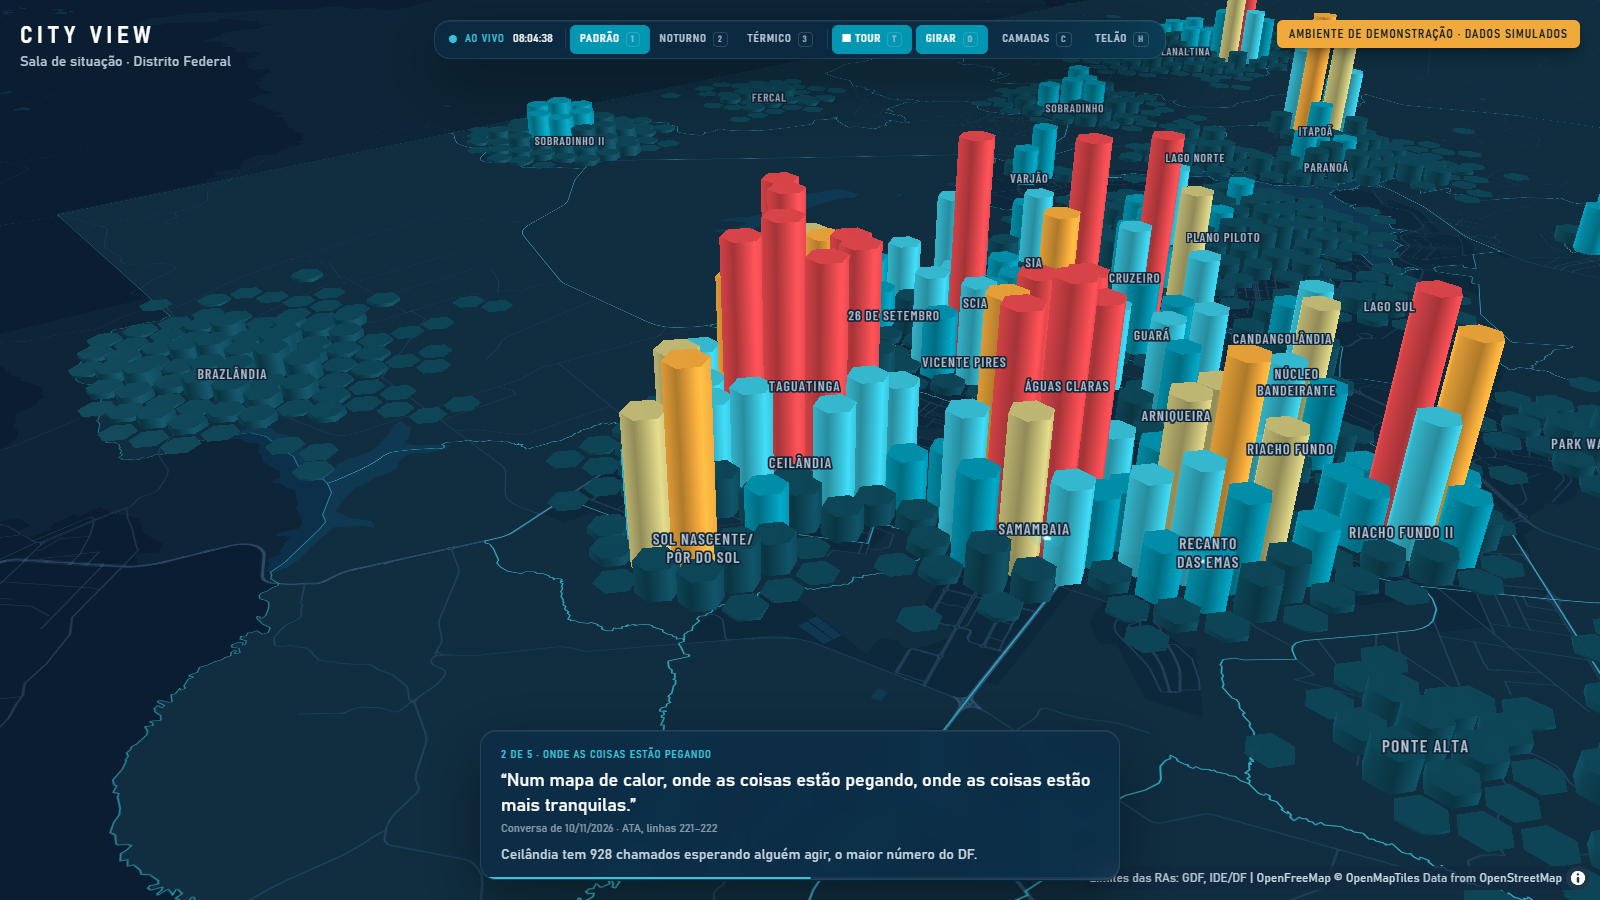 CITY VIEW
Sala de situação · Distrito Federal
AO VIVO 08:04:38 PADRÃO 1 NOTURNO 2 TÉRMICO 3 TOUR T GIRAR O CAMADAS C TELÃO H
AMBIENTE DE DEMONSTRAÇÃO · DADOS SIMULADOS
LANALTINA
FERCAL
SOBRADINHO
SOBRADINHO II
ITAPOÃ
LAGO NORTE
PARANOÁ
VARJÃO
PLANO PILOTO
SIA
CRUZEIRO
SCIA
LAGO SUL
26 DE SETEMBRO
GUARÁ
CANDANGOLÂNDIA
VICENTE PIRES
BRAZLÂNDIA
NÚCLEO
BANDEIRANTE
TAGUATINGA
ÁGUAS CLARAS
ARNIQUEIRA
PARK WA
RIACHO FUNDO
CEILÂNDIA
SAMAMBAIA
RIACHO FUNDO II
SOL NASCENTE/
PÔR DO SOL
RECANTO
DAS EMAS
PONTE ALTA
2 DE 5 · ONDE AS COISAS ESTÃO PEGANDO
“Num mapa de calor, onde as coisas estão pegando, onde as coisas estão
mais tranquilas.”
Conversa de 10/11/2026 · ATA, linhas 221–222
Ceilândia tem 928 chamados esperando alguém agir, o maior número do DF.
Limites das RAs: GDF, IDE/DF | OpenFreeMap © OpenMapTiles Data from OpenStreetMap